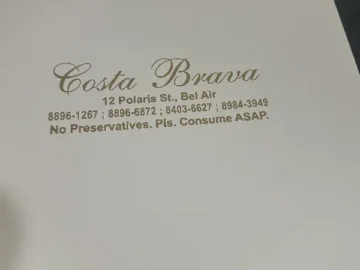 Costa Brava
12 Polaris St., Bel Air
8896-1267 ; 8896-6872 ; 8403-6627 ; 8984-3949
No Preservatives. Pls. Consume ASAP.